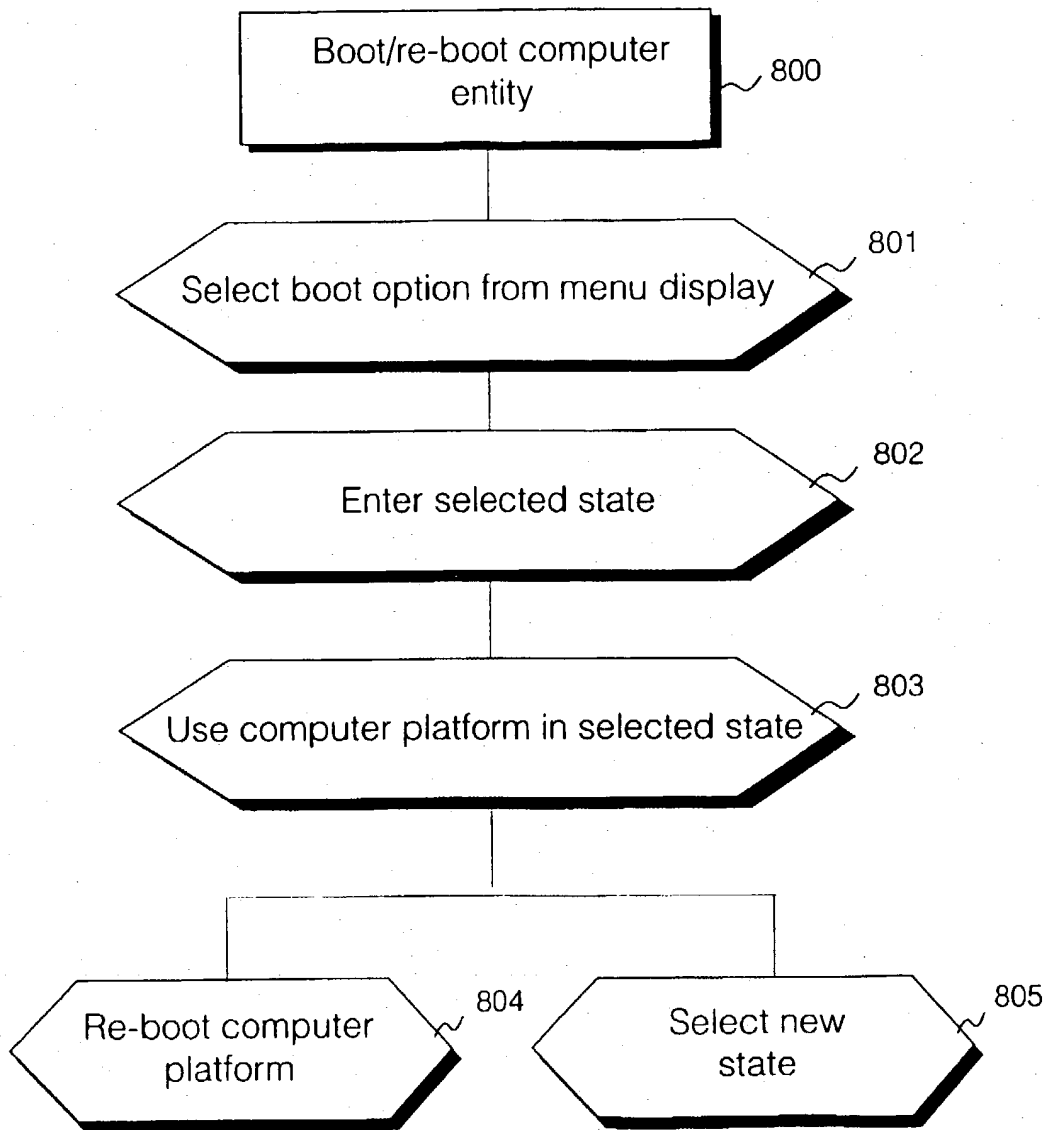 Boot/re-boot computer
entity
800
Select boot option from menu display
801
Enter selected state
802
Use computer platform in selected state
803
Re-boot computer
platform
804
Select new
state
805